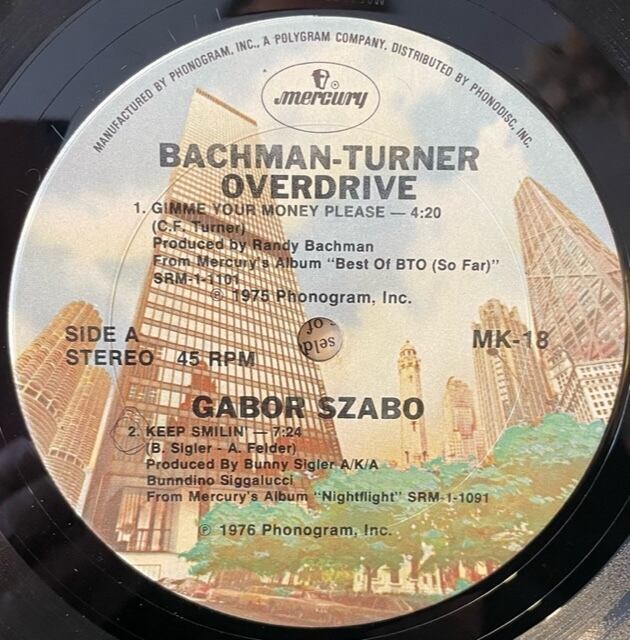 MANUFACTURED BY PHONOGRAM, INC., A POLYGRAM COMPANY, DISTRIBUTED BY PHONODISC, INC.
mercury
BACHMAN-TURNER
OVERDRIVE
1. GIMME YOUR MONEY PLEASE — 4:20
(C.F. Turner)
Produced by Randy Bachman
From Mercury's Album "Best Of BTO (So Far)"
SRM-1-1101
℗ 1975 Phonogram, Inc.
SIDE A
STEREO 45 RPM
MK-18
GABOR SZABO
2. KEEP SMILIN' — 7:24
(B. Sigler - A. Felder)
Produced By Bunny Sigler A/K/A
Bunndino Siggalucci
From Mercury's Album "Nightflight" SRM-1-1091
℗ 1976 Phonogram, Inc.